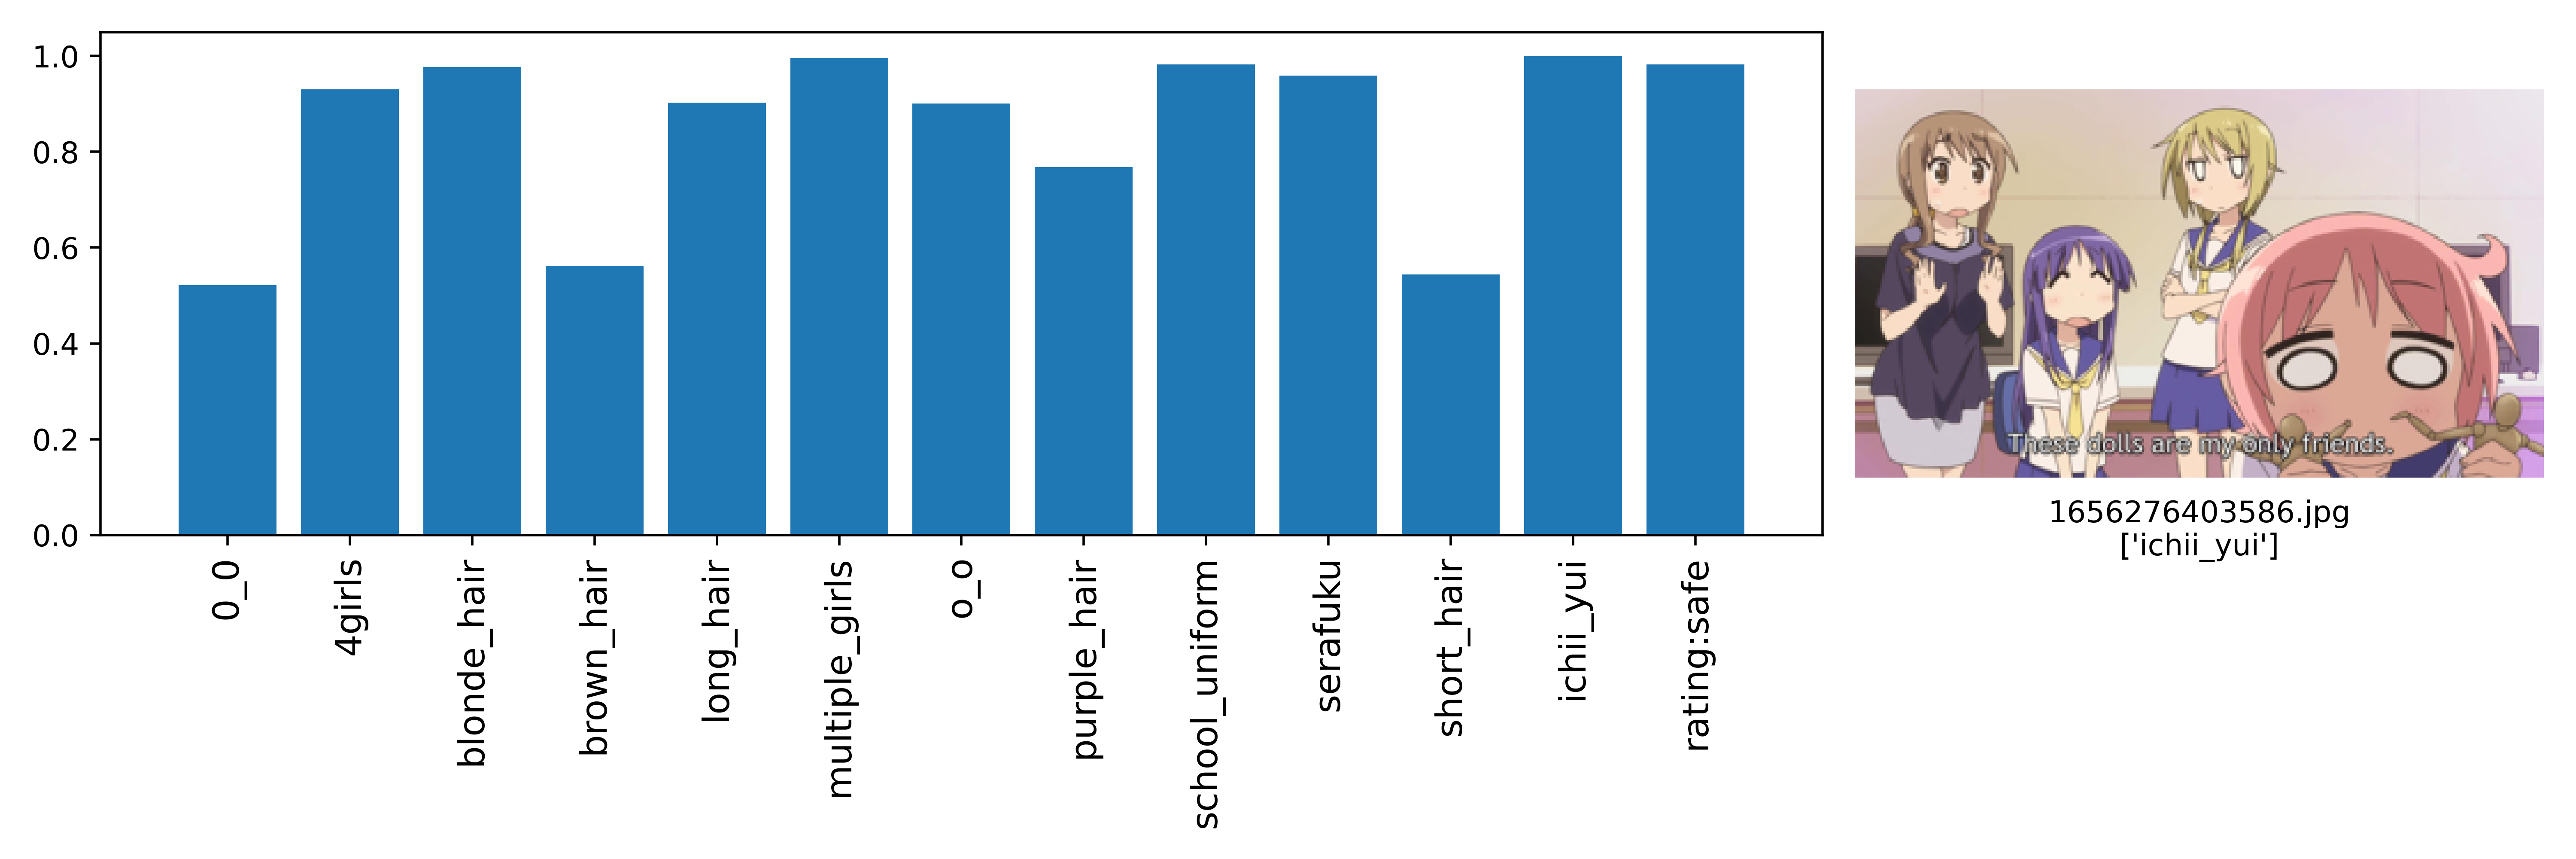 1.0
0.8
0.6
0.4
0.2
0.0
0_0
4girls
blonde_hair
brown_hair
long_hair
multiple_girls
o_o
purple_hair
school_uniform
serafuku
short_hair
ichii_yui
rating:safe
These dolls are my only friends.
1656276403586.jpg
['ichii_yui']